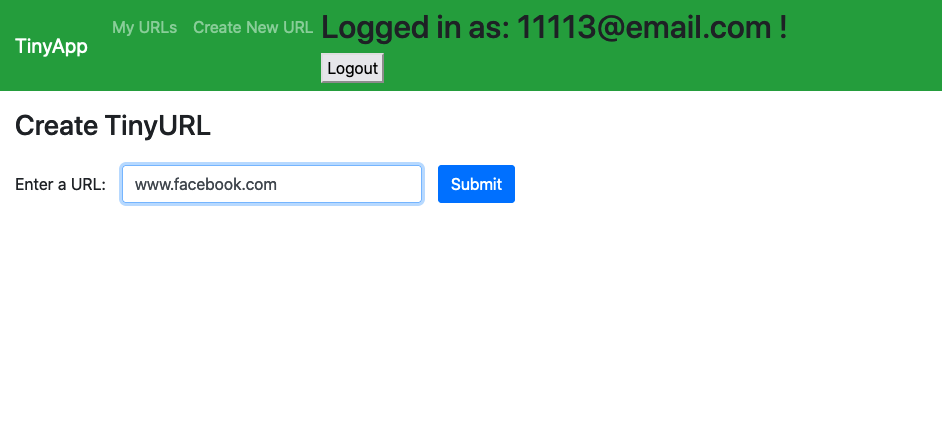 TinyApp
My URLs
Create New URL
Logged in as: 11113@email.com !
Logout
Create TinyURL
Enter a URL:
www.facebook.com
Submit